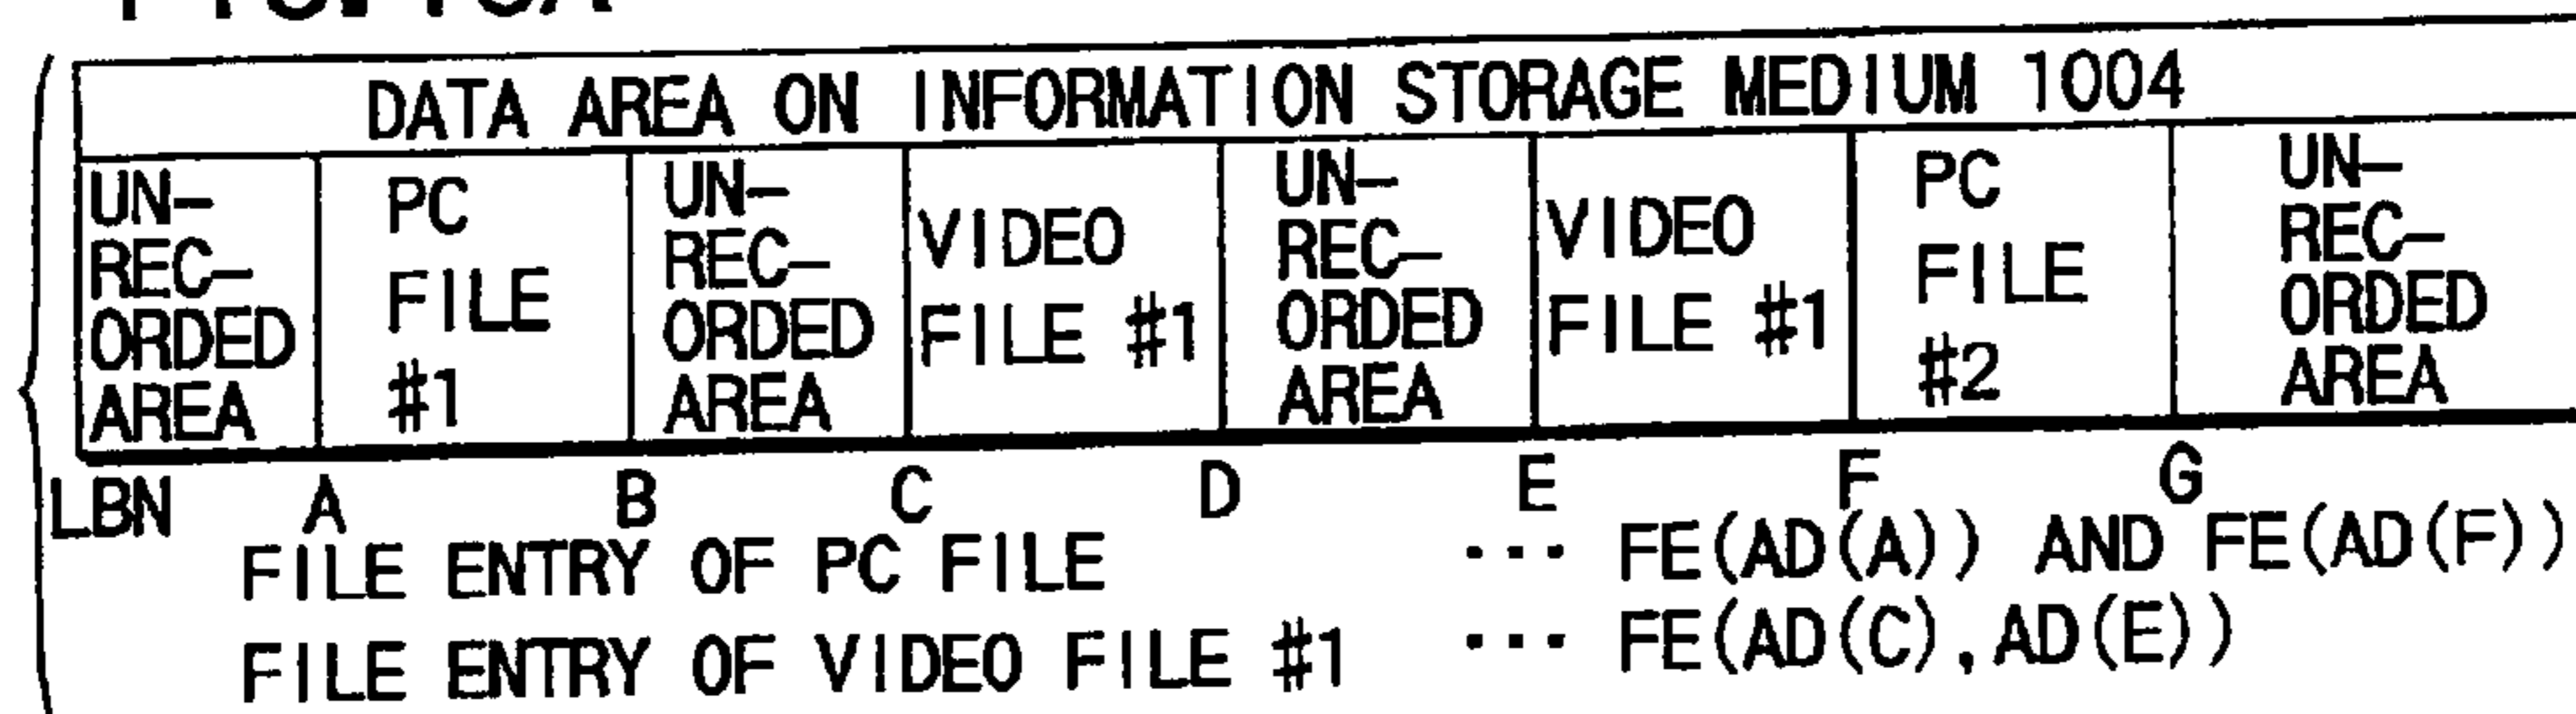 DATA AREA ON INFORMATION STORAGE MEDIUM 1004
UN-
REC-
ORDED
AREA
PC
FILE
#1
UN-
REC-
ORDED
AREA
VIDEO
FILE #1
UN-
REC-
ORDED
AREA
VIDEO
FILE #1
PC
FILE
#2
UN-
REC-
ORDED
AREA
LBN A B C D E F G
FILE ENTRY OF PC FILE ··· FE(AD(A)) AND FE(AD(F))
FILE ENTRY OF VIDEO FILE #1 ··· FE(AD(C),AD(E))